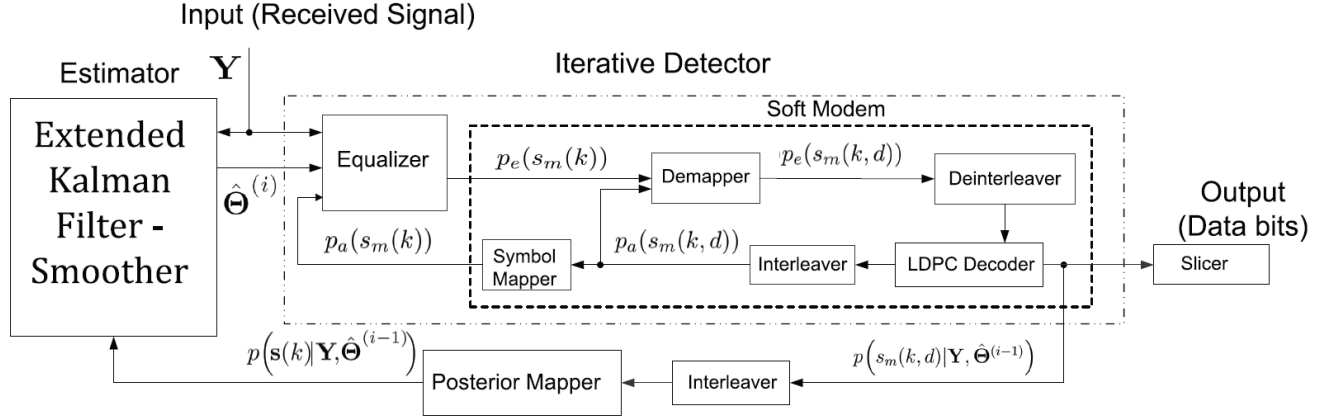 Input (Received Signal)
Y
Estimator
Iterative Detector
Soft Modem
Extended
Kalman
Filter -
Smoother
Equalizer
p_e(s_m(k))
Demapper
p_e(s_m(k, d))
Deinterleaver
Θ̂^(i)
Output
(Data bits)
p_a(s_m(k))
Symbol
Mapper
p_a(s_m(k, d))
Interleaver
LDPC Decoder
Slicer
p(s(k)|Y,Θ̂^(i−1))
Posterior Mapper
Interleaver
p(s_m(k, d)|Y, Θ̂^(i−1))